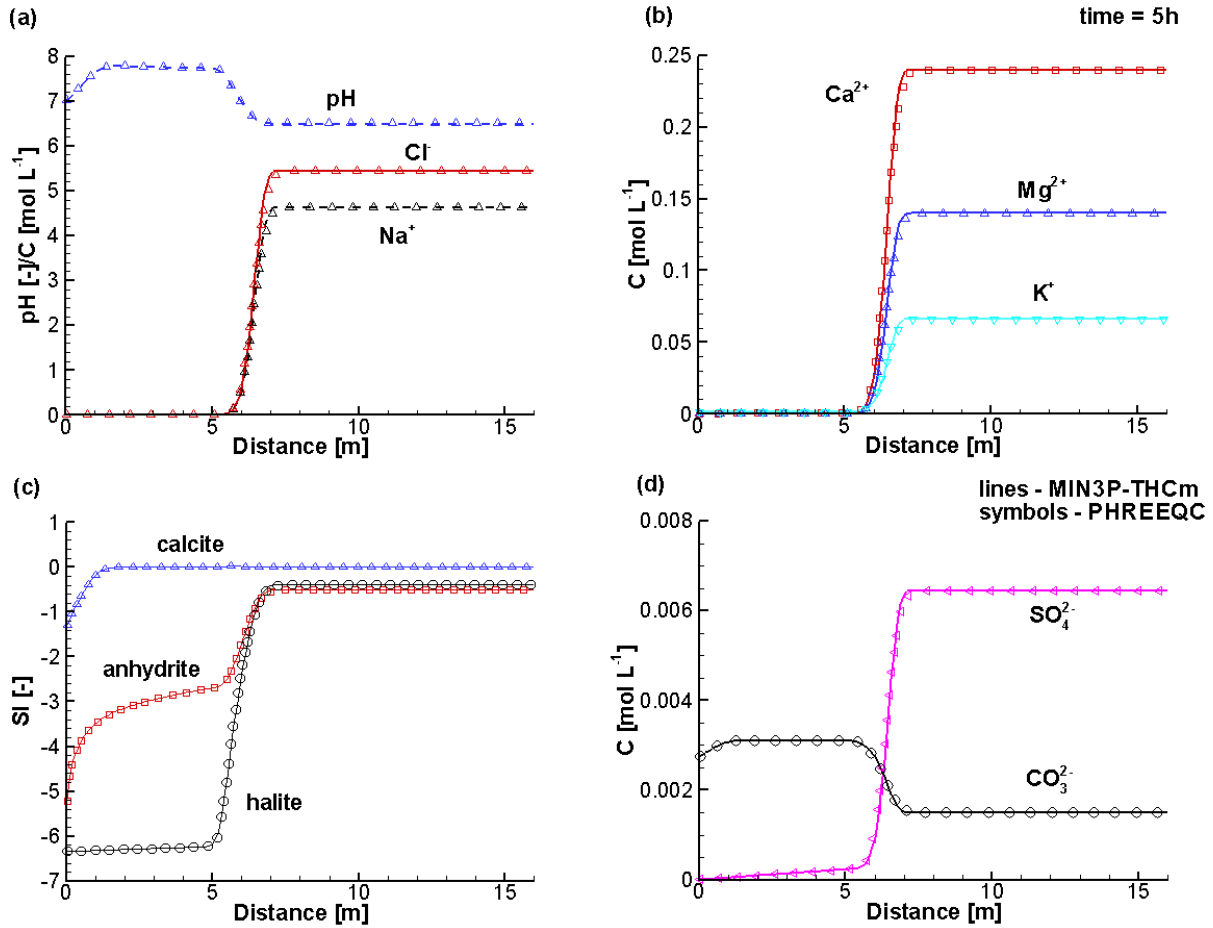 (a)
8
7
6
5
4
3
2
1
0
pH [-]/C [mol L⁻¹]
pH
Cl⁻
Na⁺
0
5
10
15
Distance [m]
(b)
time = 5h
0.25
0.20
0.15
0.10
0.05
0
C [mol L⁻¹]
Ca²⁺
Mg²⁺
K⁺
0
5
10
15
Distance [m]
(c)
1
0
-1
-2
-3
-4
-5
-6
-7
SI [-]
calcite
anhydrite
halite
0
5
10
15
Distance [m]
(d)
lines - MIN3P-THCm
symbols - PHREEQC
0.008
0.006
0.004
0.002
0
C [mol L⁻¹]
SO₄²⁻
CO₃²⁻
0
5
10
15
Distance [m]